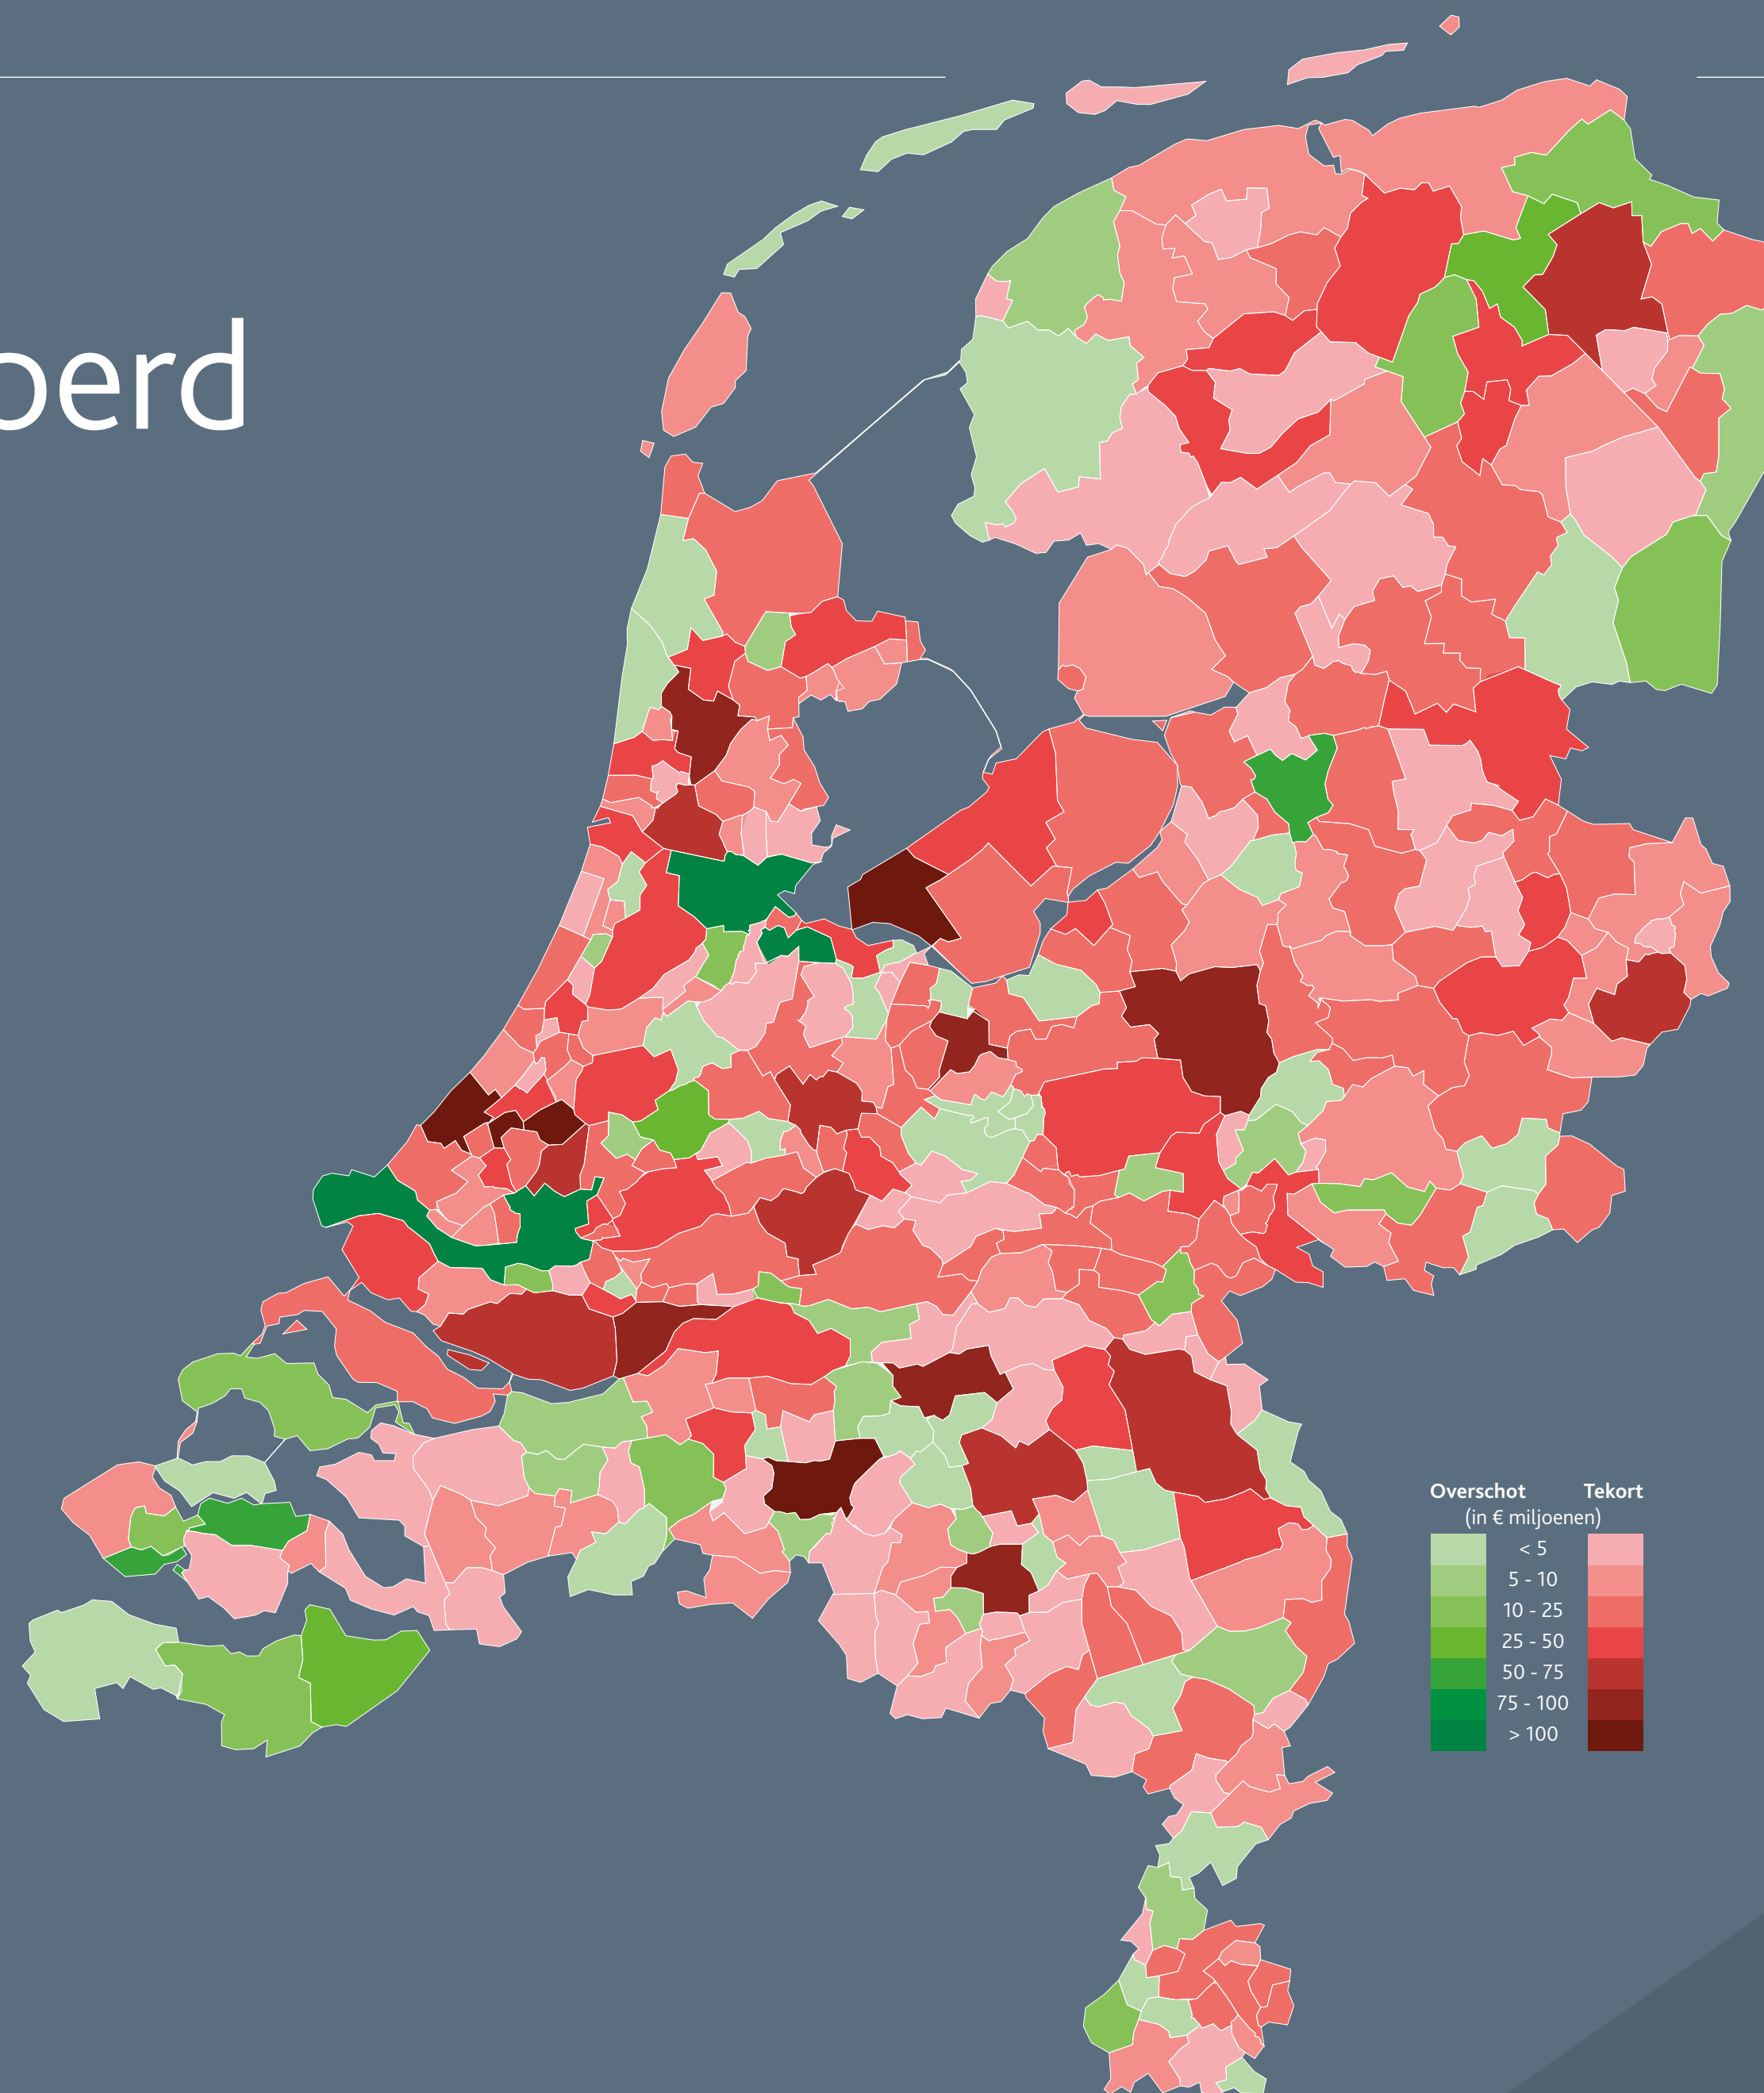 oerd
Overschot Tekort
(in € miljoenen)
< 5
5 - 10
10 - 25
25 - 50
50 - 75
75 - 100
> 100